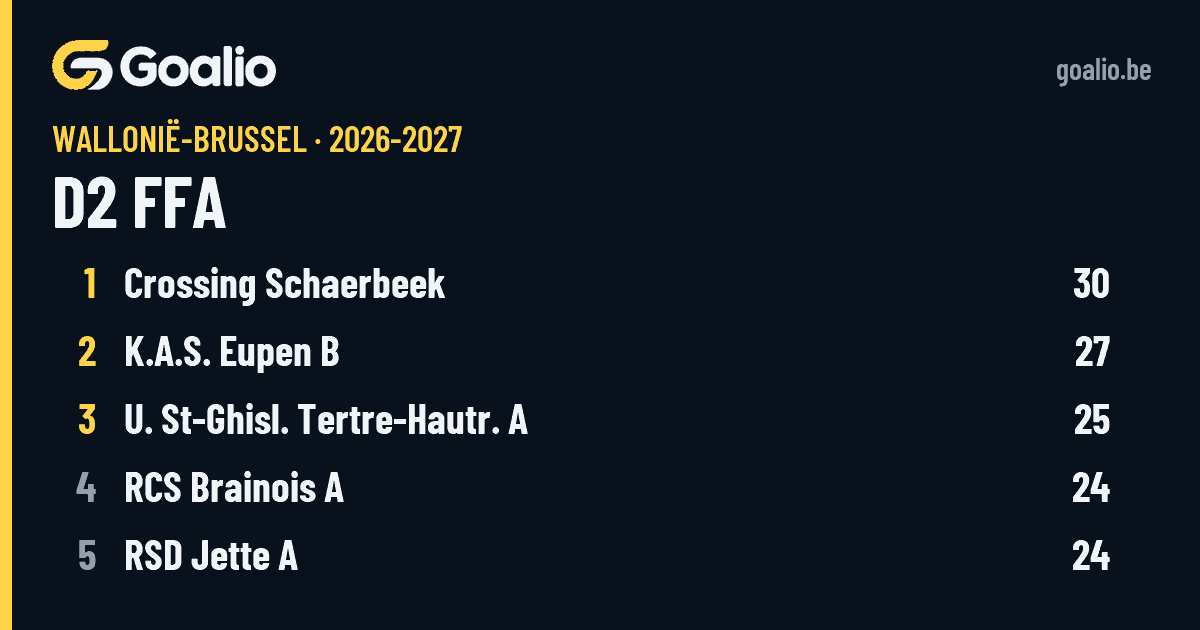 Goalio
goalio.be
WALLONIË-BRUSSEL · 2026-2027
D2 FFA
1 Crossing Schaerbeek 30
2 K.A.S. Eupen B 27
3 U. St-Ghisl. Tertre-Hautr. A 25
4 RCS Brainois A 24
5 RSD Jette A 24